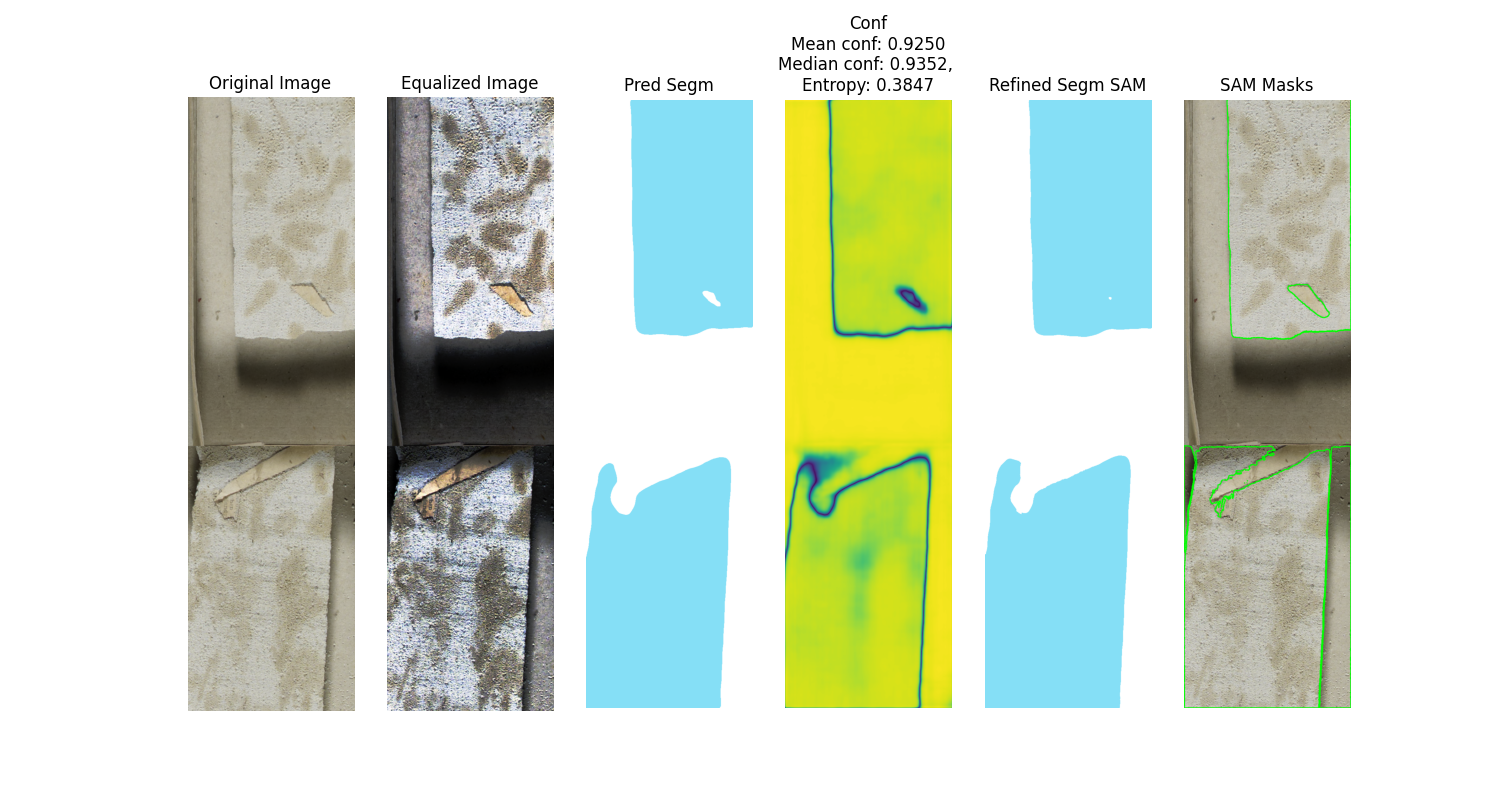 Original Image
Equalized Image
Pred Segm
Conf
Mean conf: 0.9250
Median conf: 0.9352,
Entropy: 0.3847
Refined Segm SAM
SAM Masks